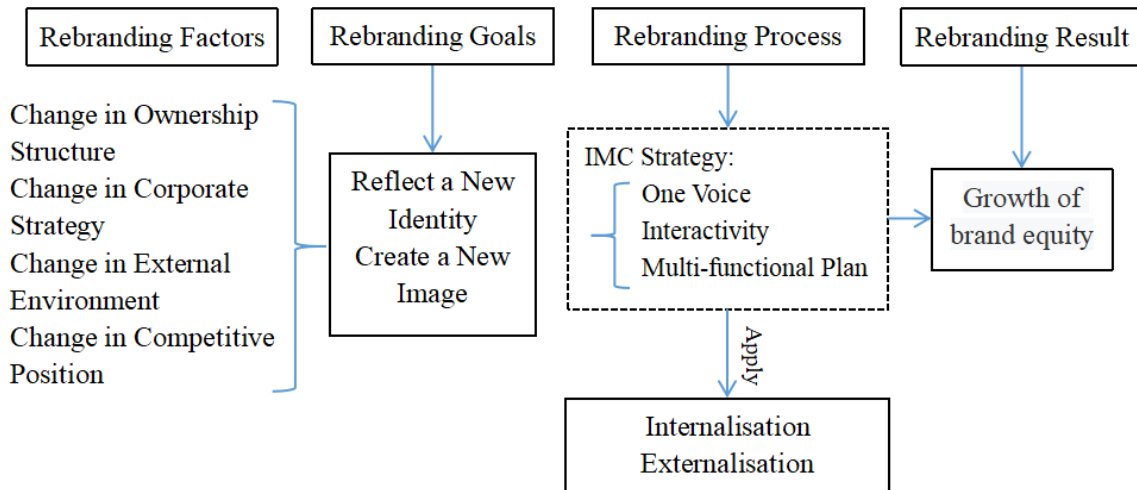 Rebranding Factors
Rebranding Goals
Rebranding Process
Rebranding Result
Change in Ownership
Structure
Change in Corporate
Strategy
Change in External
Environment
Change in Competitive
Position
Reflect a New
Identity
Create a New
Image
IMC Strategy:
One Voice
Interactivity
Multi-functional Plan
Growth of
brand equity
Apply
Internalisation
Externalisation